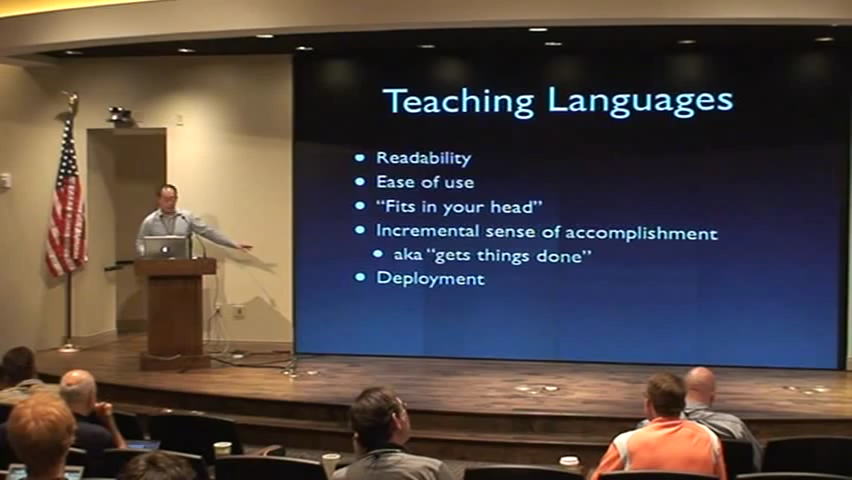 Teaching Languages
• Readability
• Ease of use
• “Fits in your head”
• Incremental sense of accomplishment
• aka “gets things done”
• Deployment